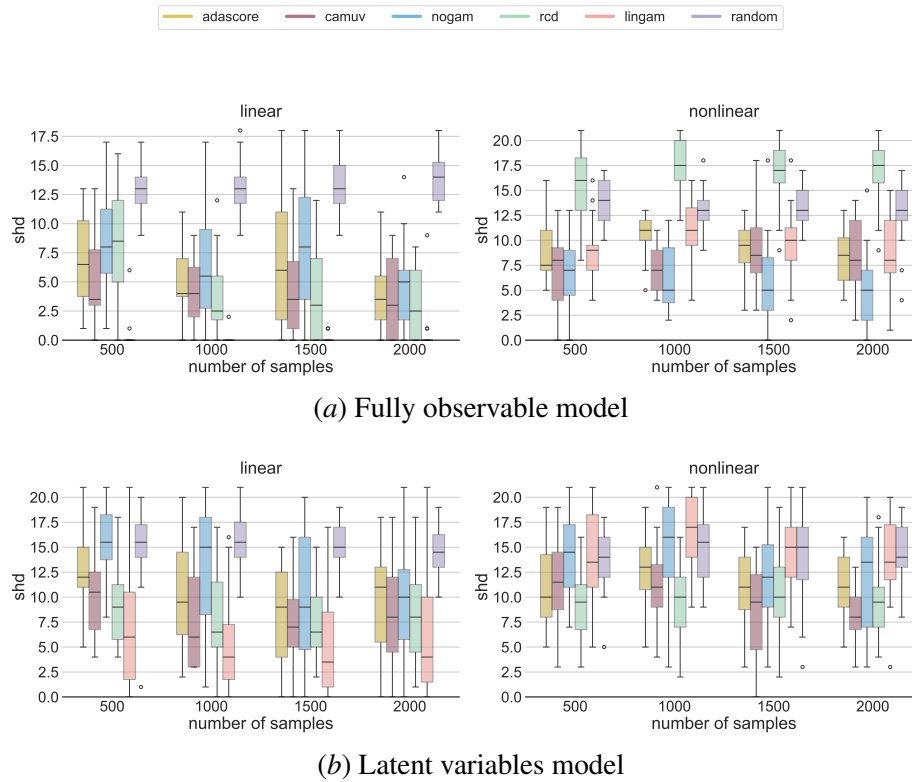 adascore camuv nogam rcd lingam random
linear nonlinear
17.5 20.0
15.0 17.5
12.5 15.0
10.0 12.5
7.5 10.0
5.0 7.5
2.5 5.0
0.0 2.5
0.0
shd shd
500 1000 1500 2000 500 1000 1500 2000
number of samples number of samples
(a) Fully observable model
linear nonlinear
20.0 20.0
17.5 17.5
15.0 15.0
12.5 12.5
10.0 10.0
7.5 7.5
5.0 5.0
2.5 2.5
0.0 0.0
shd shd
500 1000 1500 2000 500 1000 1500 2000
number of samples number of samples
(b) Latent variables model